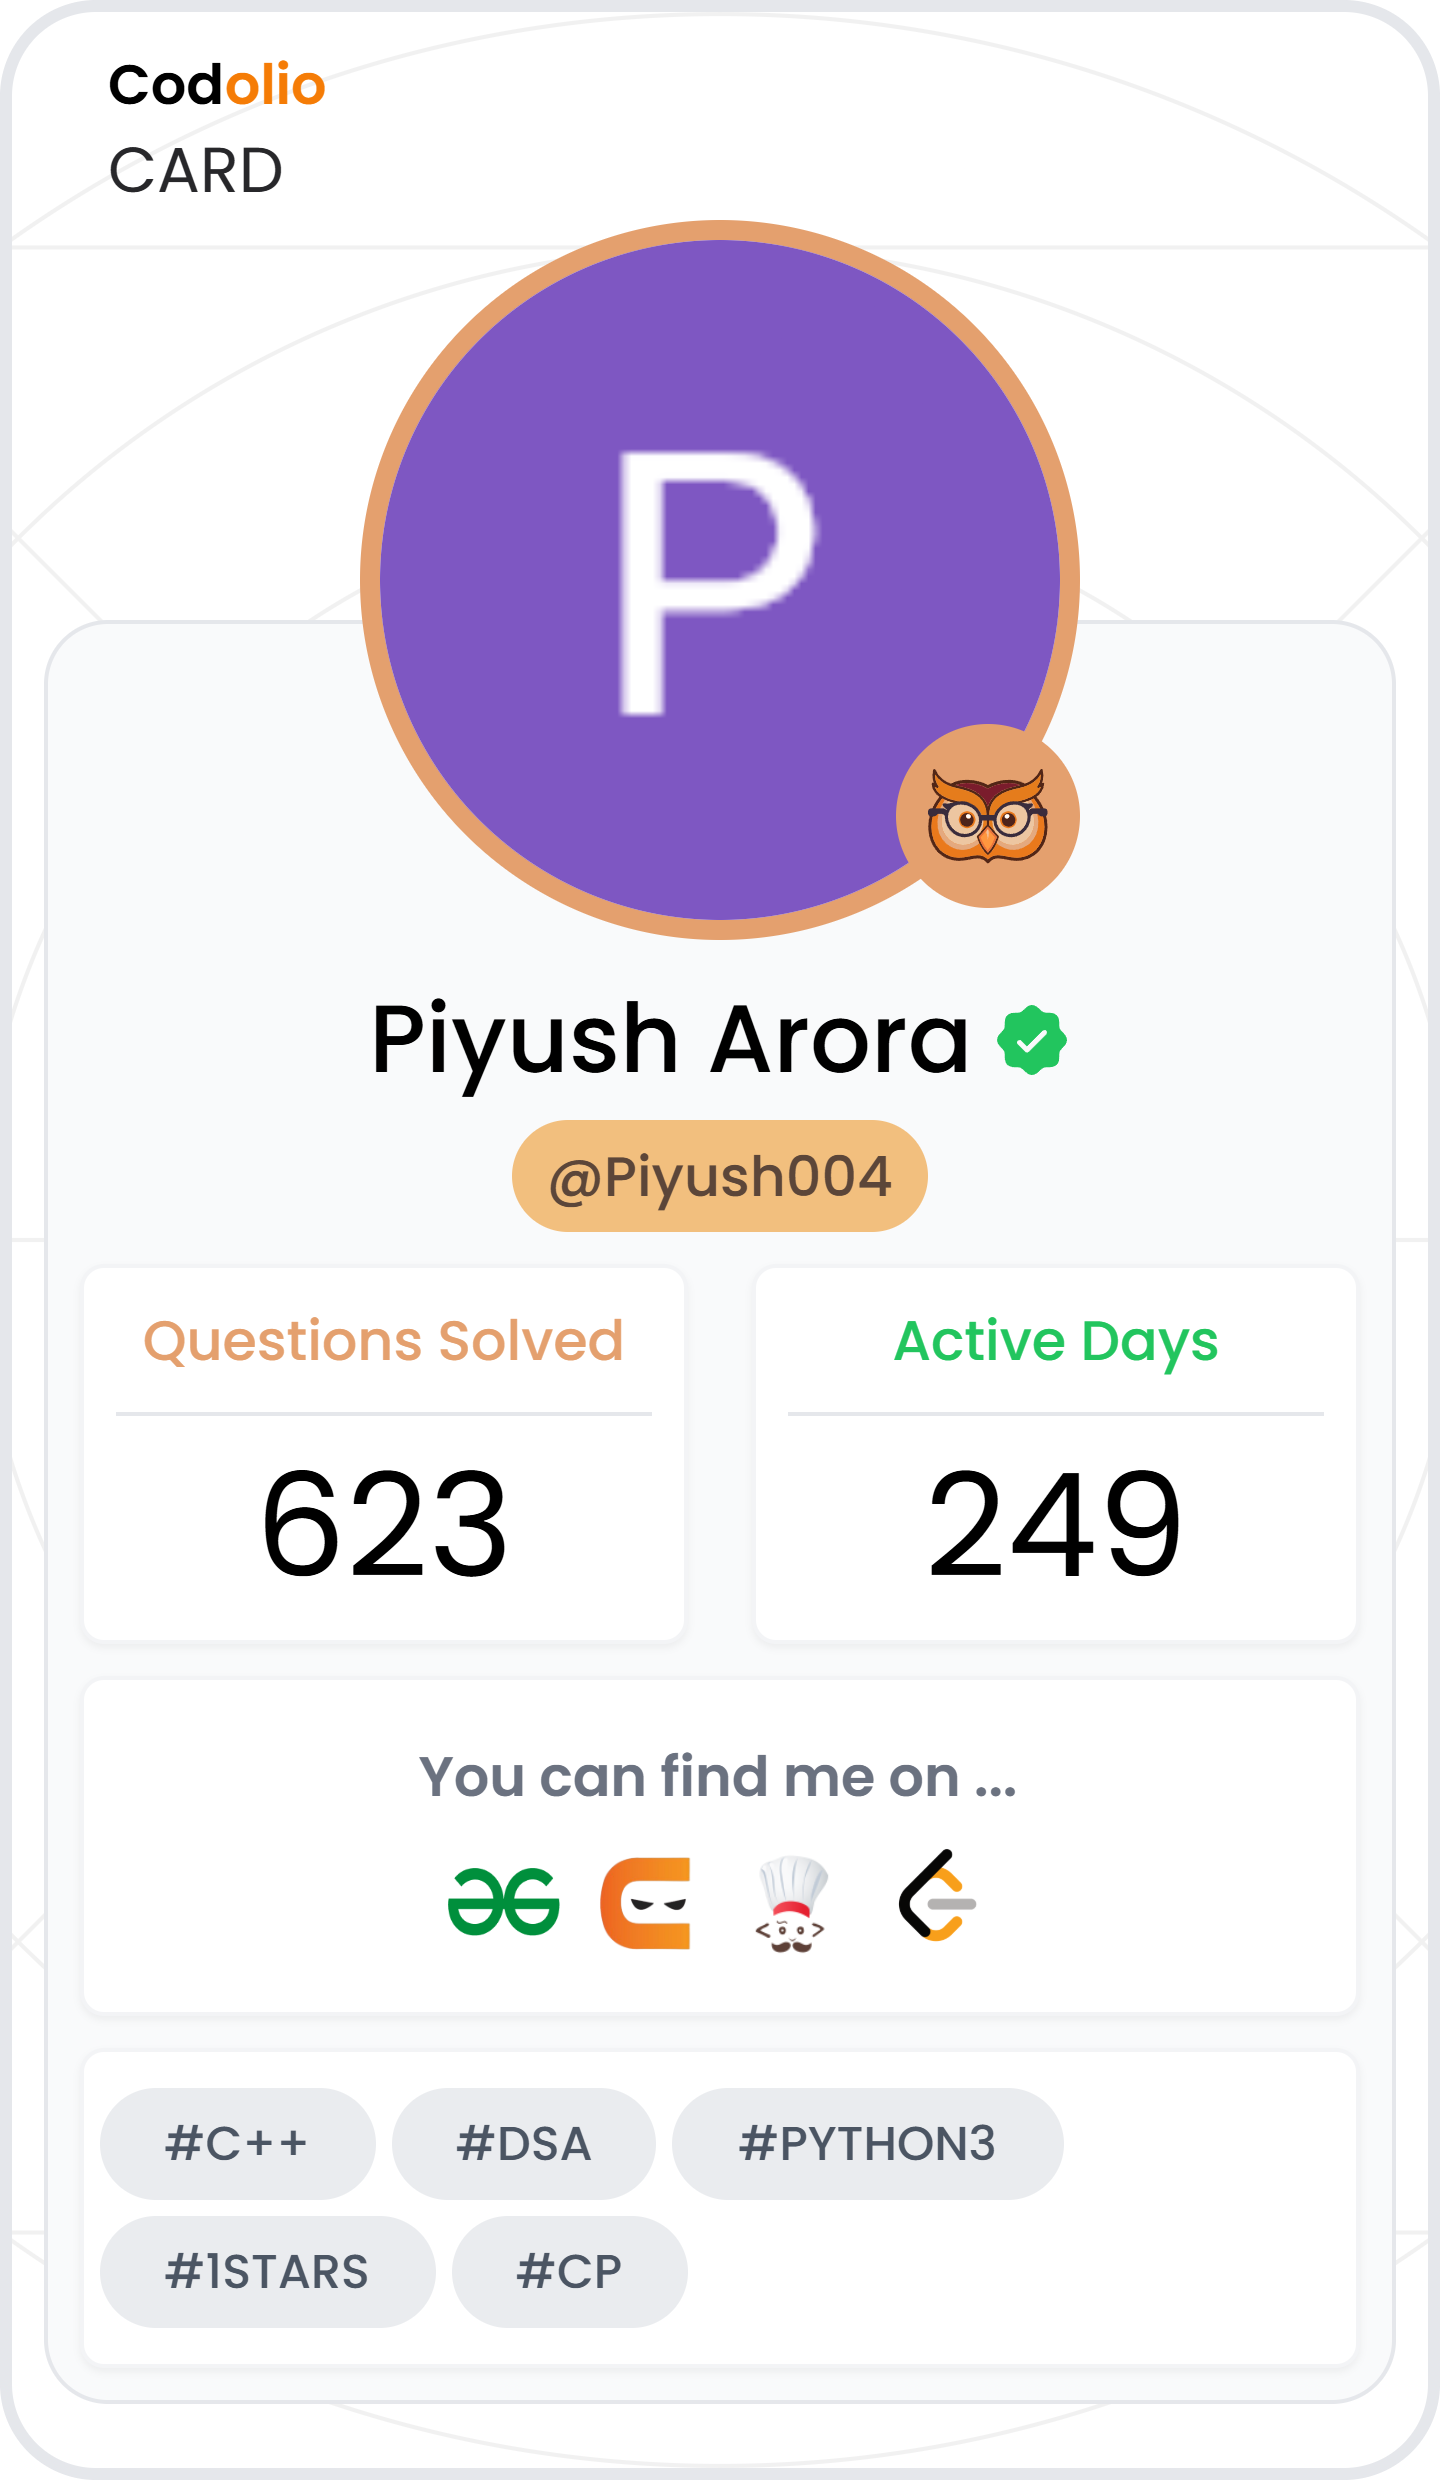 Codolio
CARD
P
Piyush Arora
@Piyush004
Questions Solved
Active Days
623
249
You can find me on ...
#C++ #DSA #PYTHON3
#1STARS #CP